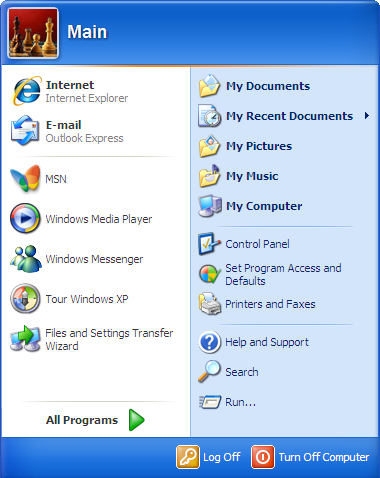 Main
Internet
Internet Explorer
E-mail
Outlook Express
MSN
Windows Media Player
Windows Messenger
Tour Windows XP
Files and Settings Transfer
Wizard
All Programs
My Documents
My Recent Documents
My Pictures
My Music
My Computer
Control Panel
Set Program Access and
Defaults
Printers and Faxes
Help and Support
Search
Run...
Log Off
Turn Off Computer